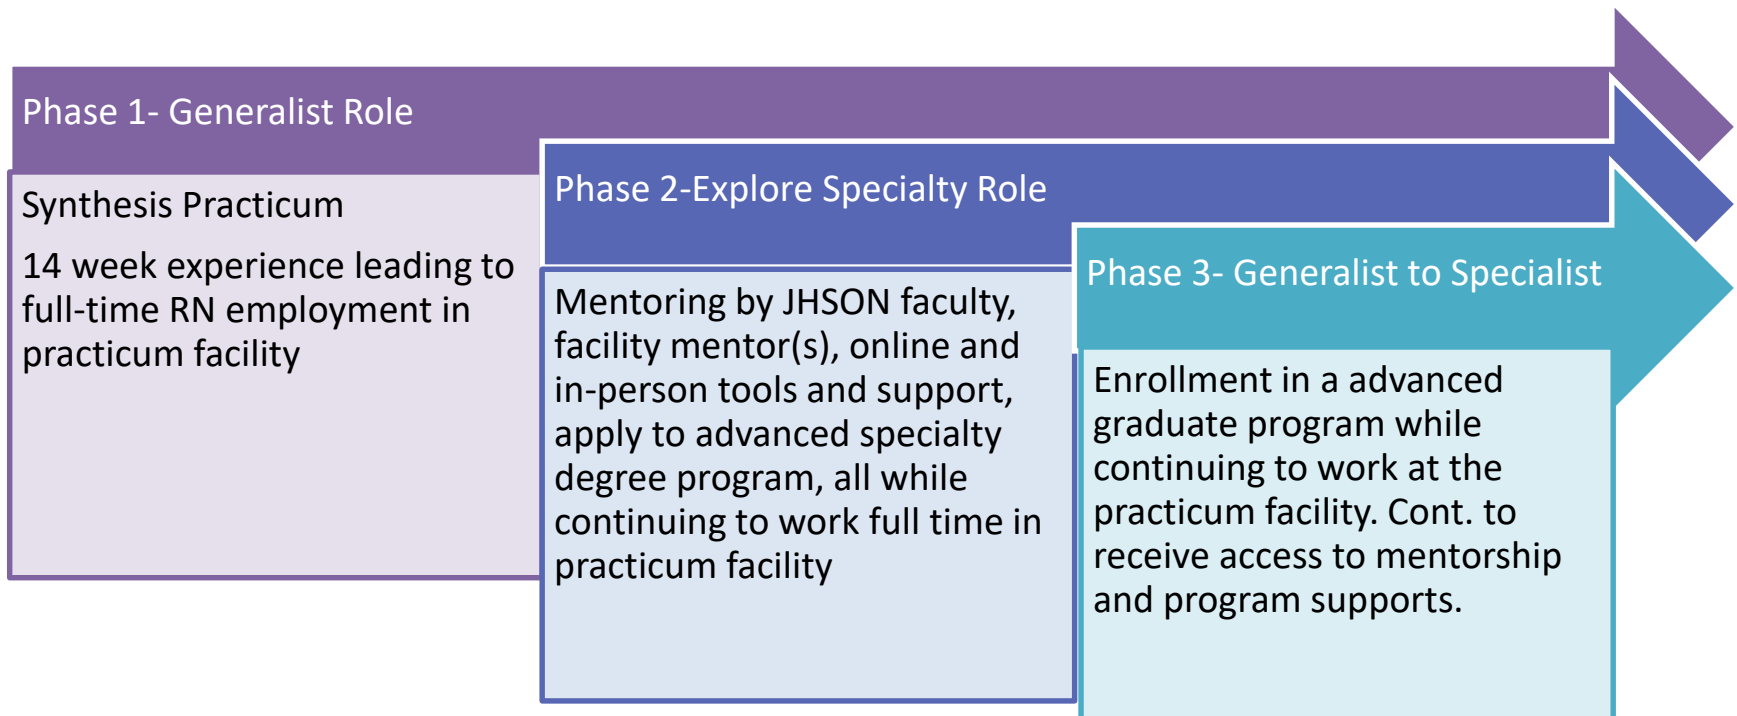 Phase 1- Generalist Role
Synthesis Practicum
14 week experience leading to
full-time RN employment in
practicum facility
Phase 2-Explore Specialty Role
Mentoring by JHSON faculty,
facility mentor(s), online and
in-person tools and support,
apply to advanced specialty
degree program, all while
continuing to work full time in
practicum facility
Phase 3- Generalist to Specialist
Enrollment in a advanced
graduate program while
continuing to work at the
practicum facility. Cont. to
receive access to mentorship
and program supports.